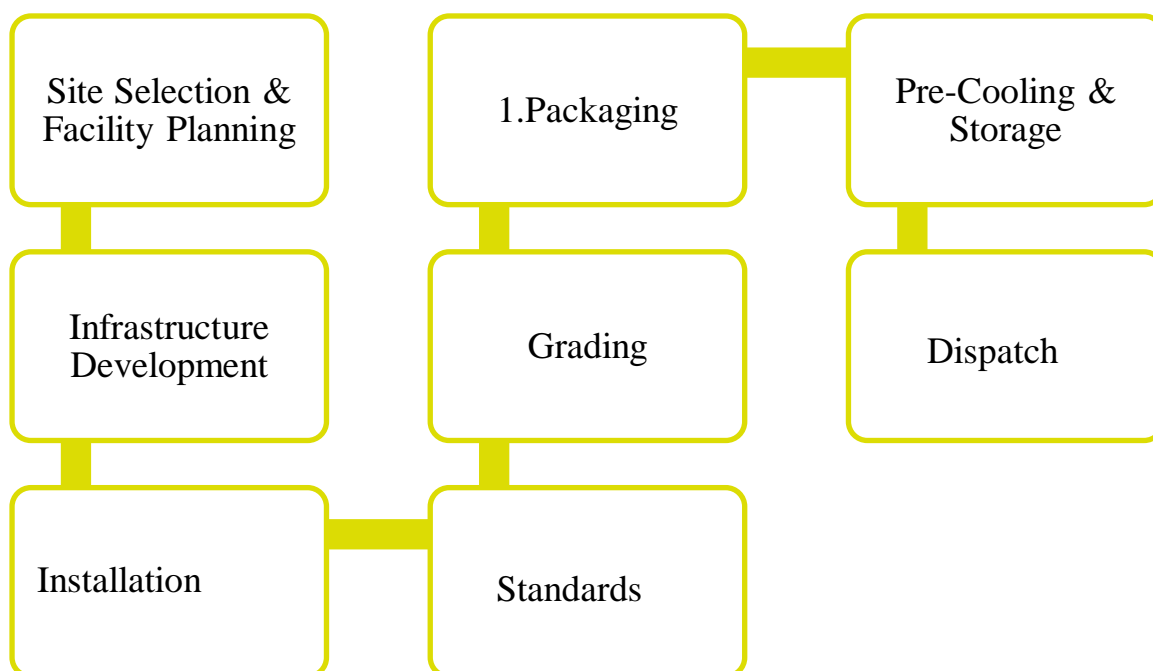 Site Selection &
Facility Planning
Infrastructure
Development
Installation
Standards
Grading
1.Packaging
Pre-Cooling &
Storage
Dispatch